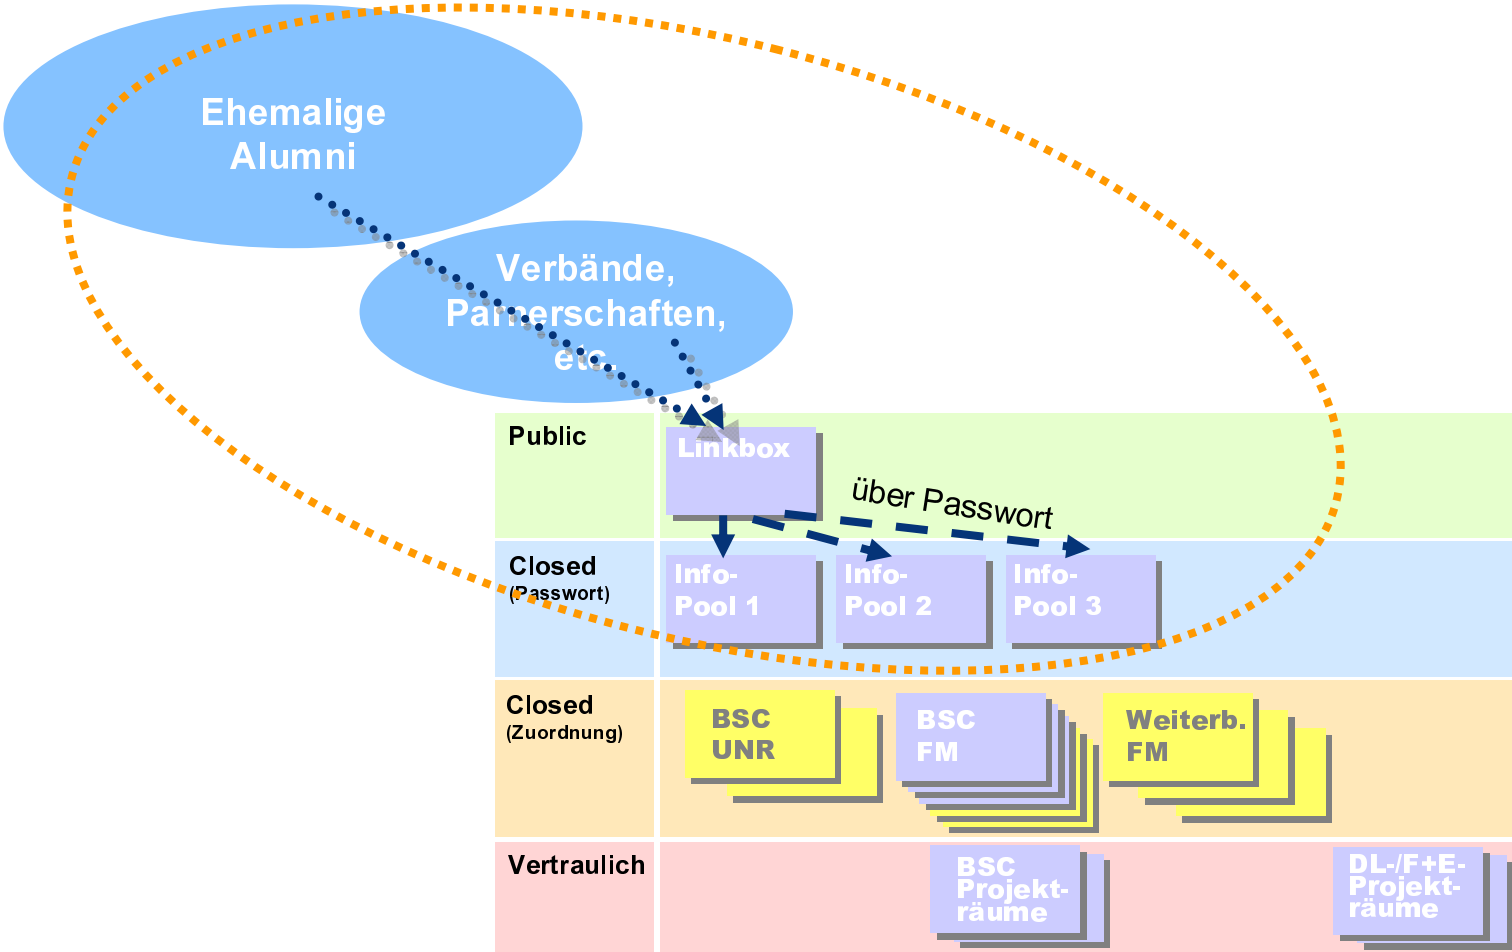 Ehemalige
Alumni
Verbände,
Parnerschaften,
etc.
Public
Linkbox
über Passwort
Closed
(Passwort)
Info-
Pool 1
Info-
Pool 2
Info-
Pool 3
Closed
(Zuordnung)
BSC
UNR
BSC
FM
Weiterb.
FM
Vertraulich
BSC
Projekt-
räume
DL-/F+E-
Projekt-
räume